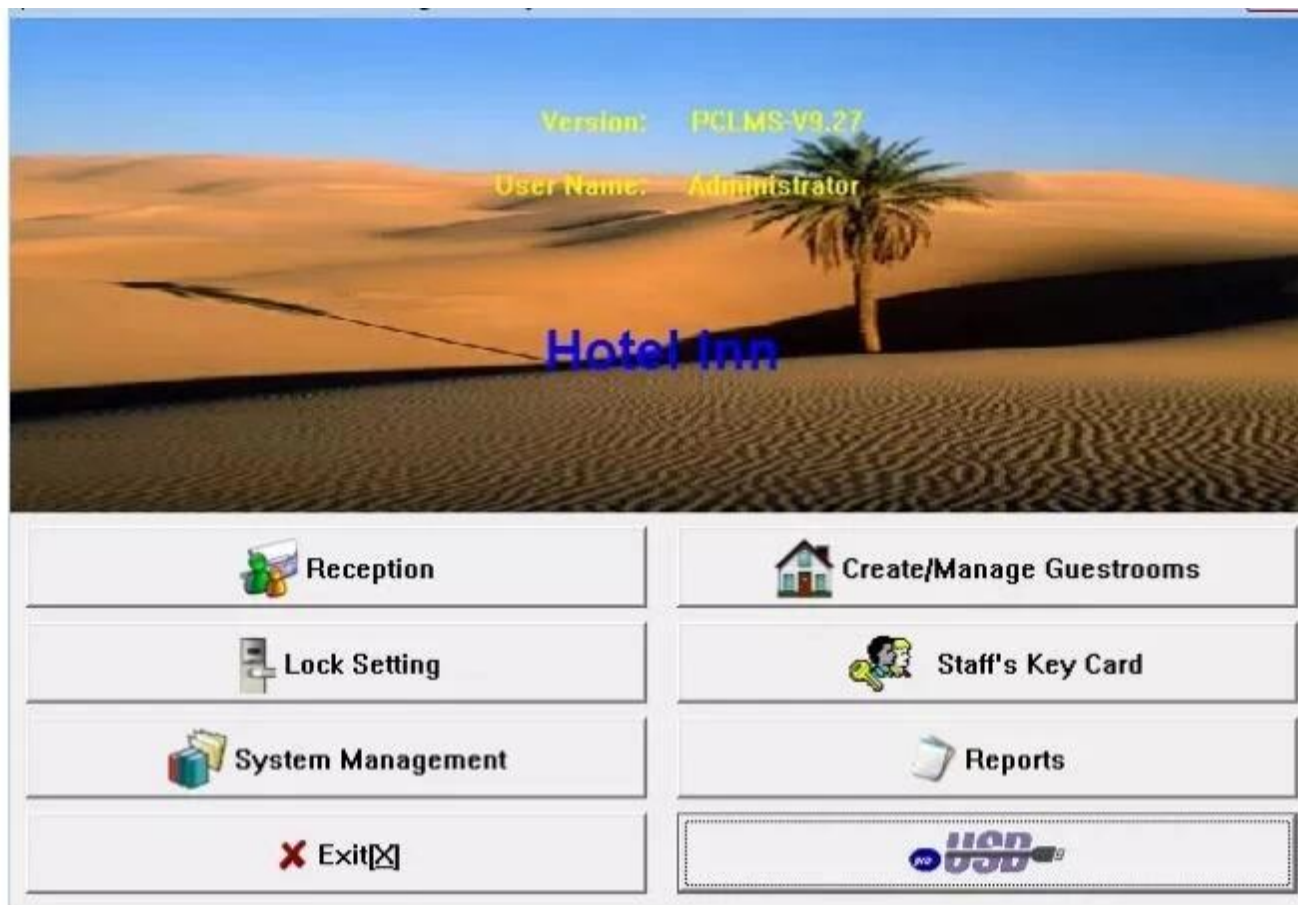 Version: PCLMS-V9.27
User Name: Administrator
Hotel Inn
Reception
Create/Manage Guestrooms
Lock Setting
Staff's Key Card
System Management
Reports
Exit[X]
pro USB